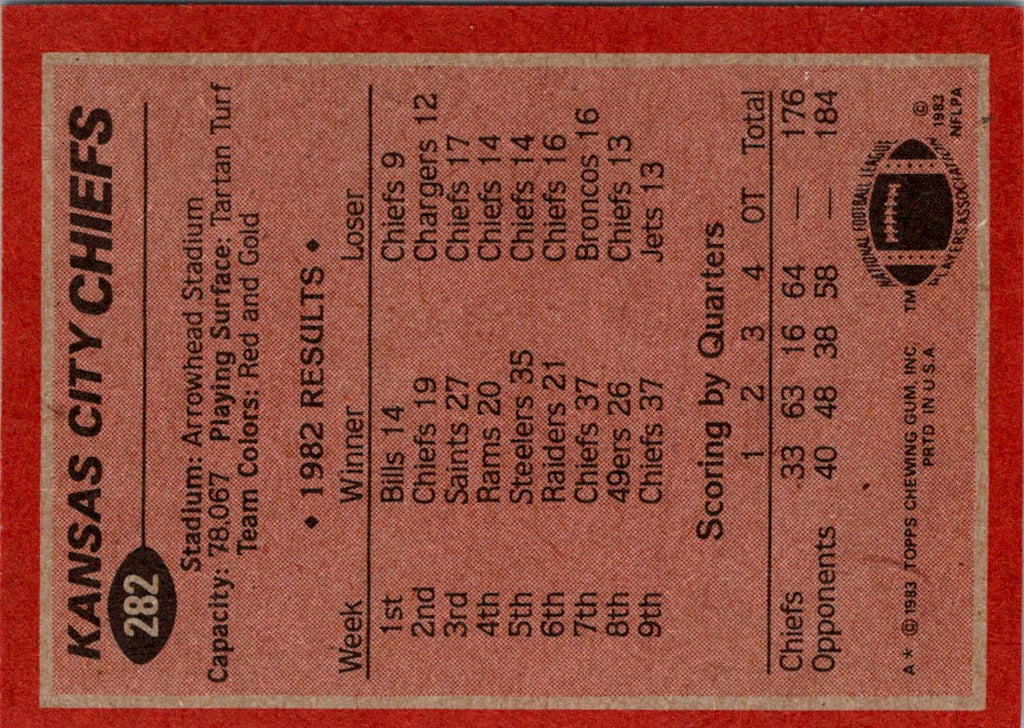 KANSAS CITY CHIEFS
282
Stadium: Arrowhead Stadium
Capacity: 78,067 Playing Surface: Tartan Turf
Team Colors: Red and Gold
◆ 1982 RESULTS ◆
Week Winner Loser
1st Bills 14 Chiefs 9
2nd Chiefs 19 Chargers 12
3rd Saints 27 Chiefs 17
4th Rams 20 Chiefs 14
5th Steelers 35 Chiefs 14
6th Raiders 21 Chiefs 16
7th Chiefs 37 Broncos 16
8th 49ers 26 Chiefs 13
9th Chiefs 37 Jets 13
Scoring by Quarters
1 2 3 4 OT Total
Chiefs 33 63 16 64 — 176
Opponents 40 48 38 58 — 184
NATIONAL FOOTBALL LEAGUE
PLAYERS ASSOCIATION
TM
©
1983
NFLPA
A* ©1983 TOPPS CHEWING GUM, INC.
PRTD IN U.S.A